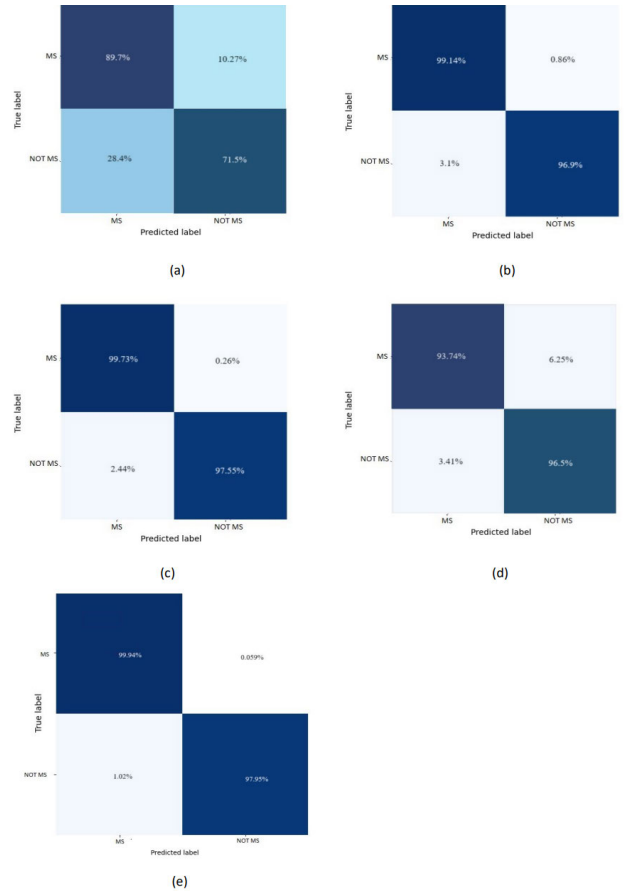 MS
89.7%
10.27%
True label
NOT MS
28.4%
71.5%
MS
NOT MS
Predicted label
(a)
MS
99.14%
0.86%
True label
NOT MS
3.1%
96.9%
MS
NOT MS
Predicted label
(b)
MS
99.73%
0.26%
True label
NOT MS
2.44%
97.55%
MS
NOT MS
Predicted label
(c)
MS
93.74%
6.25%
True label
NOT MS
3.41%
96.5%
MS
NOT MS
Predicted label
(d)
MS
99.94%
0.059%
True label
NOT MS
1.02%
97.95%
MS
NOT MS
Predicted label
(e)